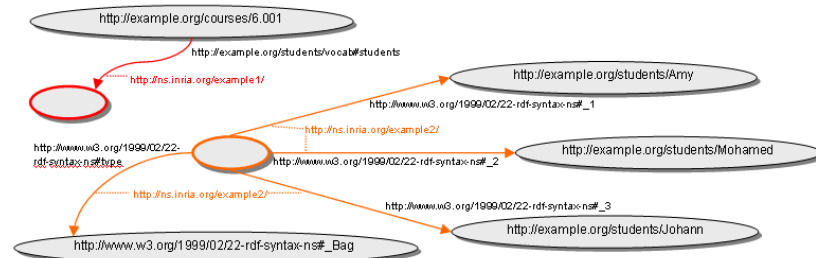 http://example.org/courses/6.001
http://example.org/students/vocab#students
http://ns.inria.org/example1/
http://example.org/students/Amy
http://www.w3.org/1999/02/22-rdf-syntax-ns#_1
http://ns.inria.org/example2/
http://www.w3.org/1999/02/22-
rdf-syntax-ns#type
http://www.w3.org/1999/02/22-rdf-syntax-ns#_2
http://example.org/students/Mohamed
http://ns.inria.org/example2/
http://www.w3.org/1999/02/22-rdf-syntax-ns#_3
http://example.org/students/Johann
http://www.w3.org/1999/02/22-rdf-syntax-ns#_Bag